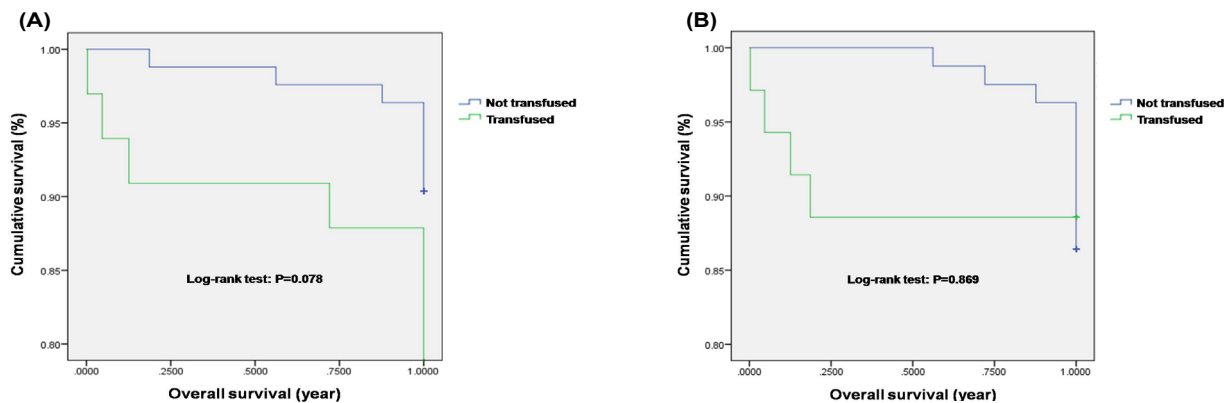 (A)
1.00
0.95
0.90
0.85
0.80
Cumulative survival (%)
Log-rank test: P=0.078
.0000
.2500
.5000
.7500
1.0000
Overall survival (year)
Not transfused
Transfused
(B)
1.00
0.95
0.90
0.85
0.80
Cumulative survival (%)
Log-rank test: P=0.869
.0000
.2500
.5000
.7500
1.0000
Overall survival (year)
Not transfused
Transfused